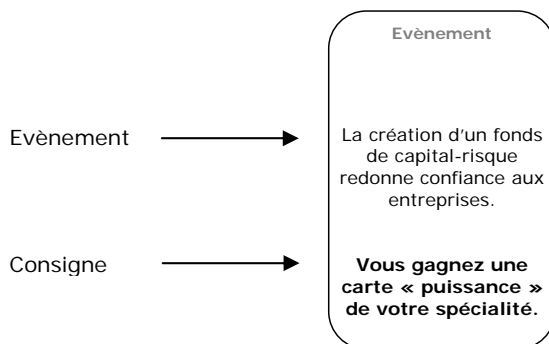 Evènement
Evènement
La création d'un fonds
de capital-risque
redonne confiance aux
entreprises.
Consigne
Vous gagnez une
carte « puissance »
de votre spécialité.